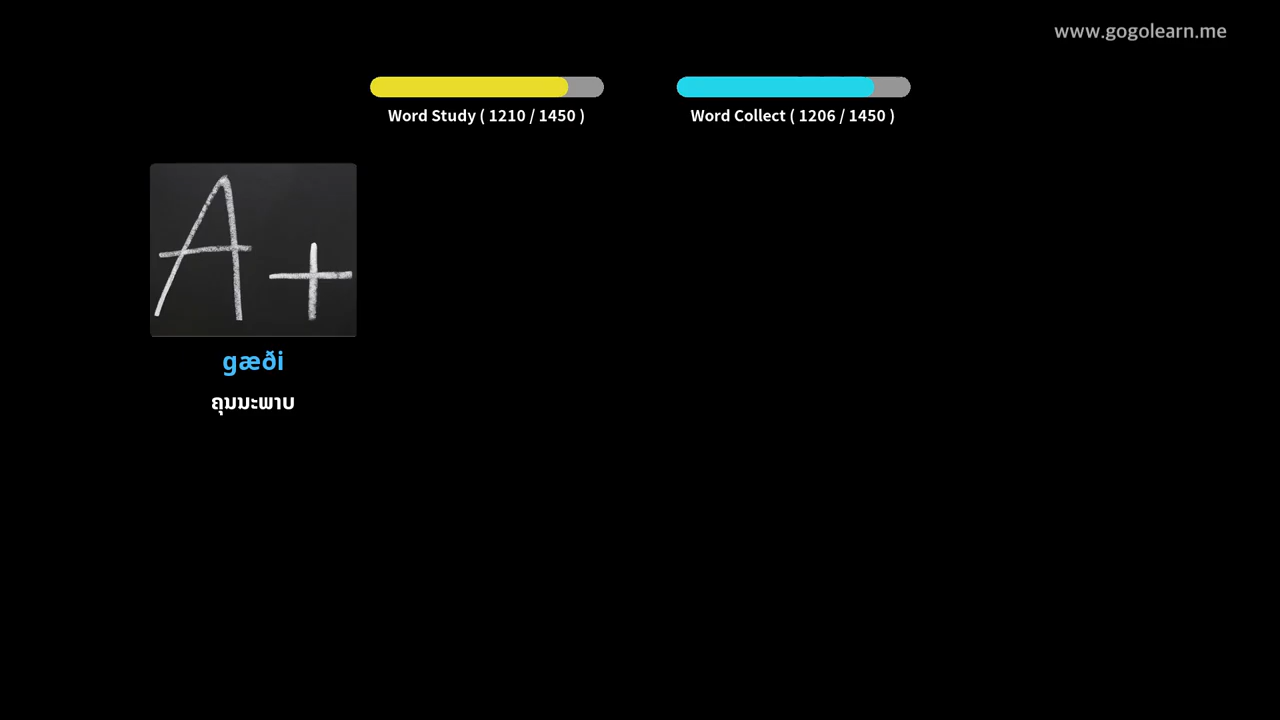 www.gogolearn.me
Word Study ( 1210 / 1450 )
Word Collect ( 1206 / 1450 )
A+
gæði
ຄຸນນະພາບ